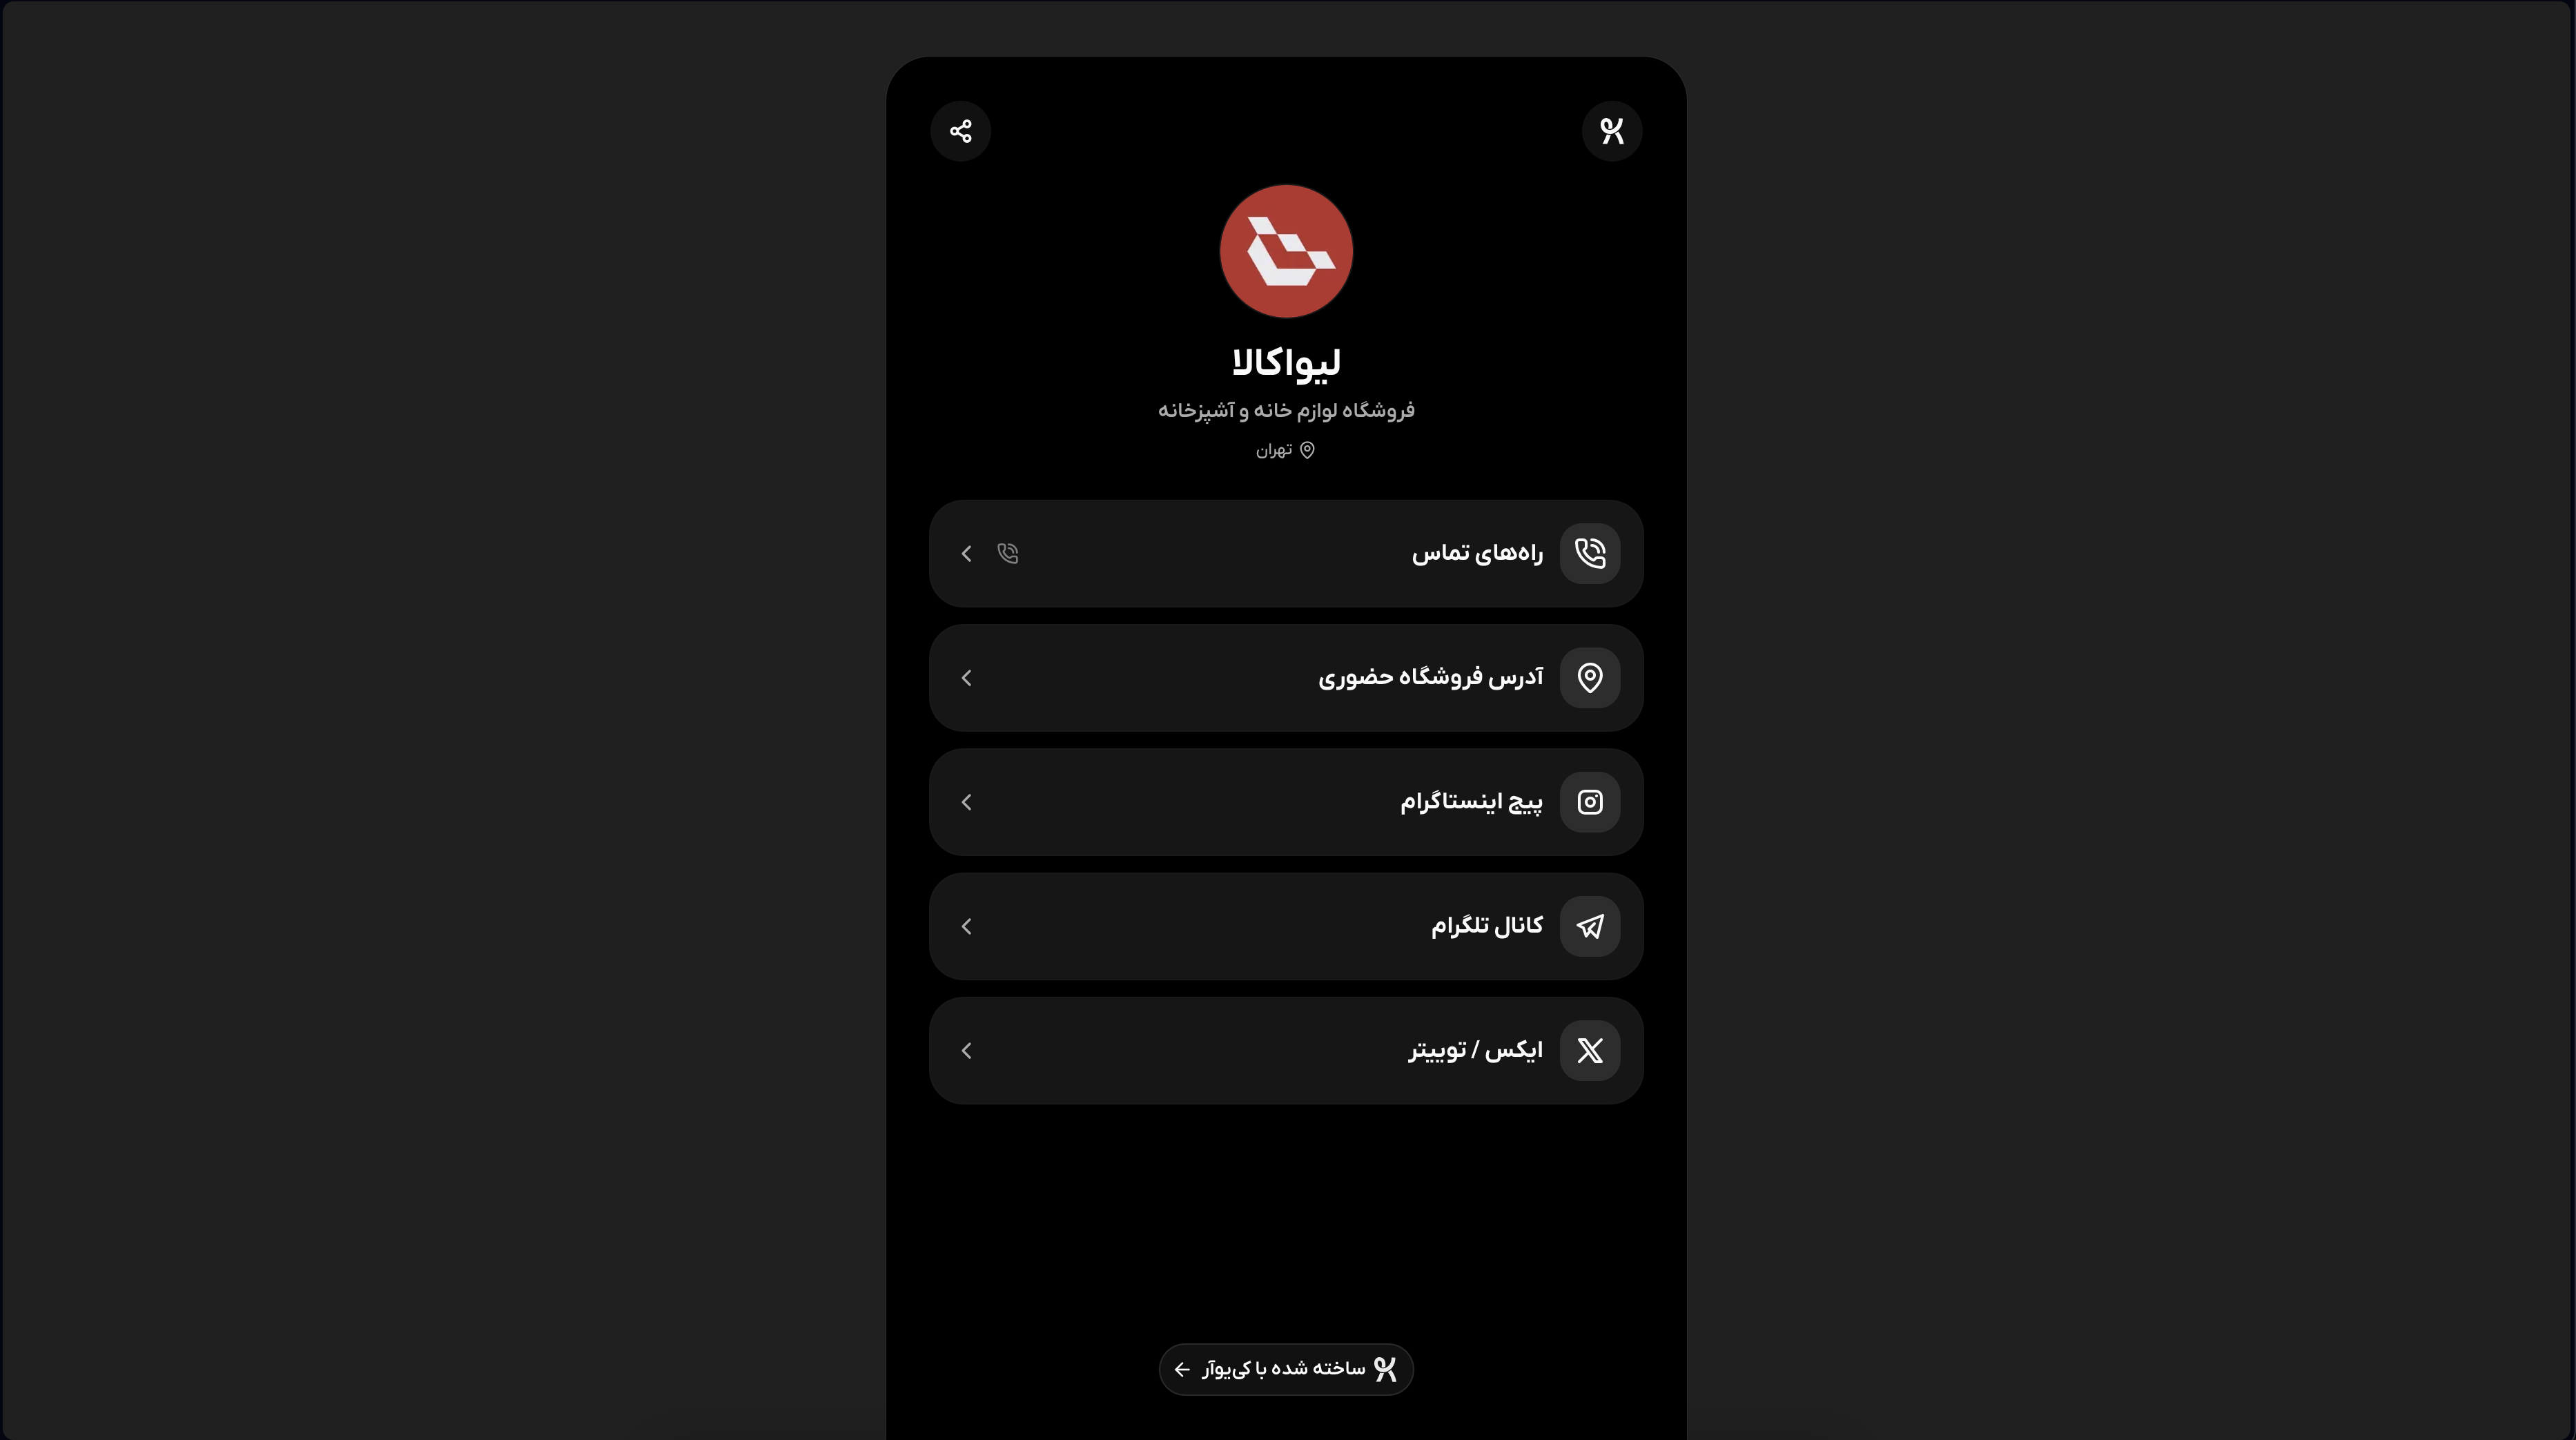 لیواکالا
فروشگاه لوازم خانه و آشپزخانه
تهران
راه‌های تماس
آدرس فروشگاه حضوری
پیج اینستاگرام
کانال تلگرام
ایکس / توییتر
ساخته شده با کی‌یوآر